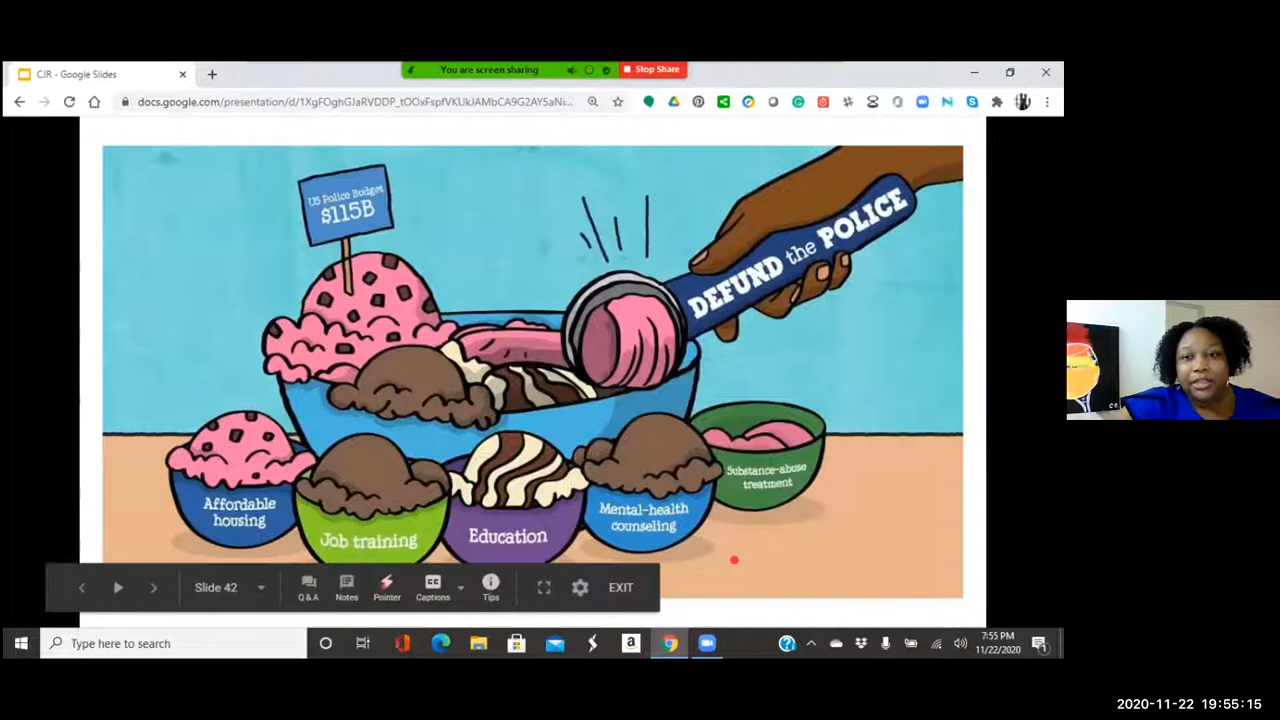 CJR - Google Slides
You are screen sharing
Stop Share
US Police Budget
$115B
DEFUND the POLICE
Affordable
housing
Job training
Education
Mental-health
counseling
Substance-abuse
treatment
Slide 42
Q & A
Notes
Pointer
Captions
CC
Tips
EXIT
Type here to search
7:55 PM
11/22/2020
2020-11-22 19:55:15